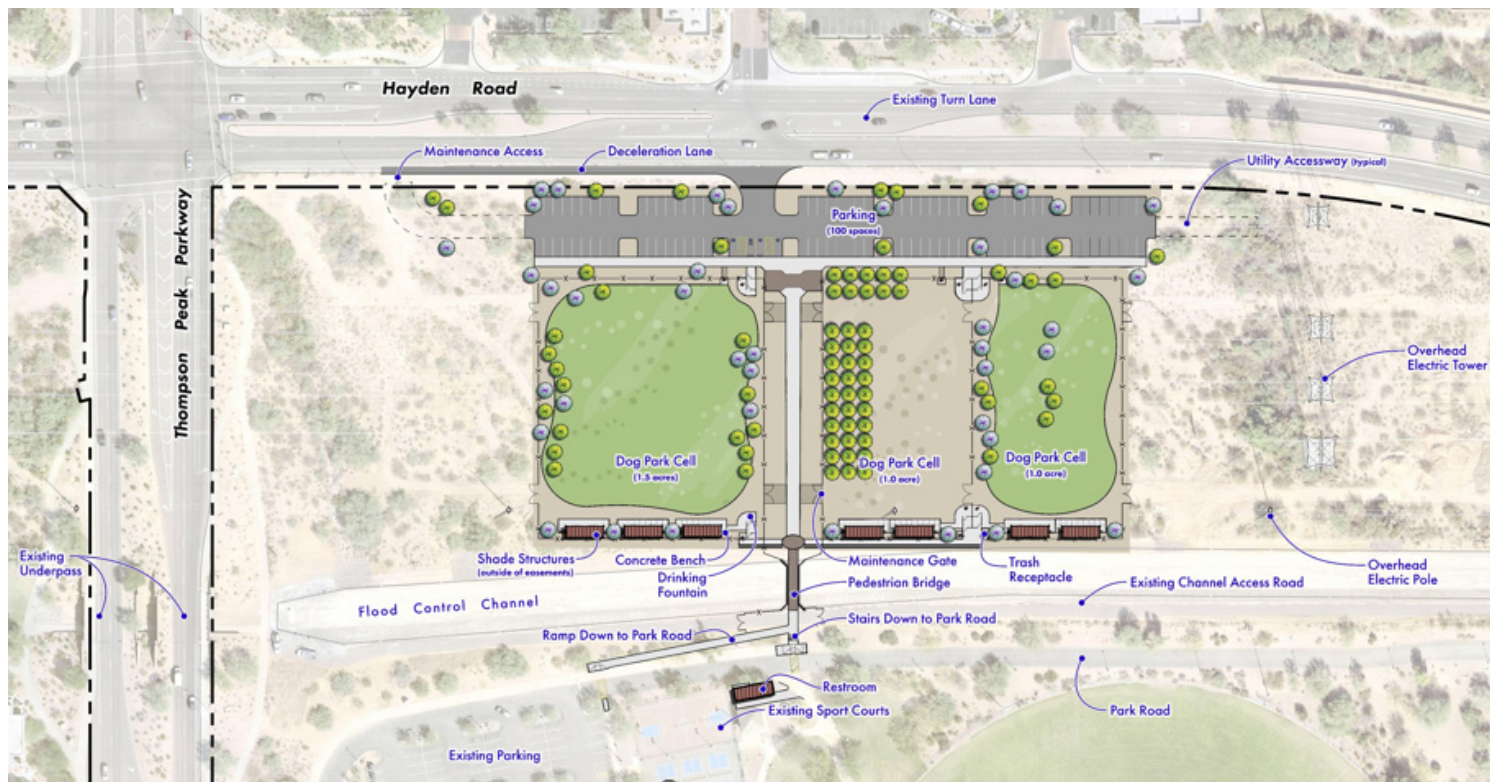 Hayden Road
Existing Turn Lane
Maintenance Access
Deceleration Lane
Utility Accessway (typical)
Parking
(100 spaces)
Thompson Peak Parkway
Overhead
Electric Tower
Dog Park Cell
(1.5 acres)
Dog Park Cell
(1.0 acre)
Dog Park Cell
(1.0 acre)
Existing
Underpass
Shade Structures
(outside of easements)
Concrete Bench
Drinking
Fountain
Maintenance Gate
Trash
Receptacle
Overhead
Electric Pole
Pedestrian Bridge
Existing Channel Access Road
Flood Control Channel
Stairs Down to Park Road
Ramp Down to Park Road
Restroom
Existing Sport Courts
Park Road
Existing Parking